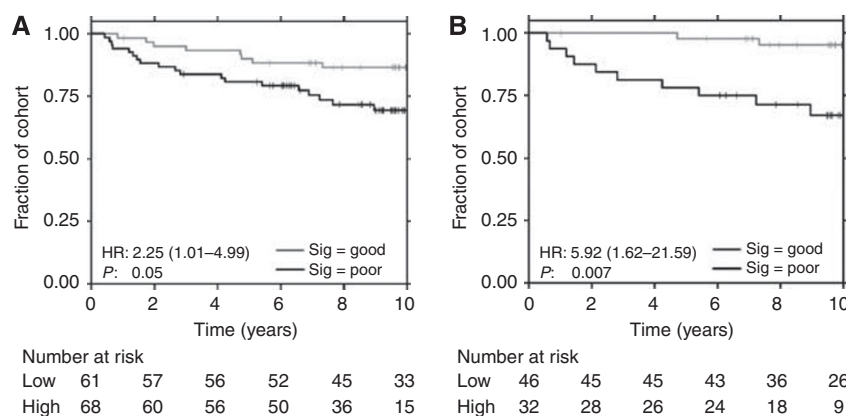 A
1.00
0.75
0.50
0.25
0.00
Fraction of cohort
HR: 2.25 (1.01–4.99)
P: 0.05
Sig = good
Sig = poor
0 2 4 6 8 10
Time (years)
Number at risk
Low 61 57 56 52 45 33
High 68 60 56 50 36 15
B
1.00
0.75
0.50
0.25
0.00
Fraction of cohort
HR: 5.92 (1.62–21.59)
P: 0.007
Sig = good
Sig = poor
0 2 4 6 8 10
Time (years)
Number at risk
Low 46 45 45 43 36 26
High 32 28 26 24 18 9